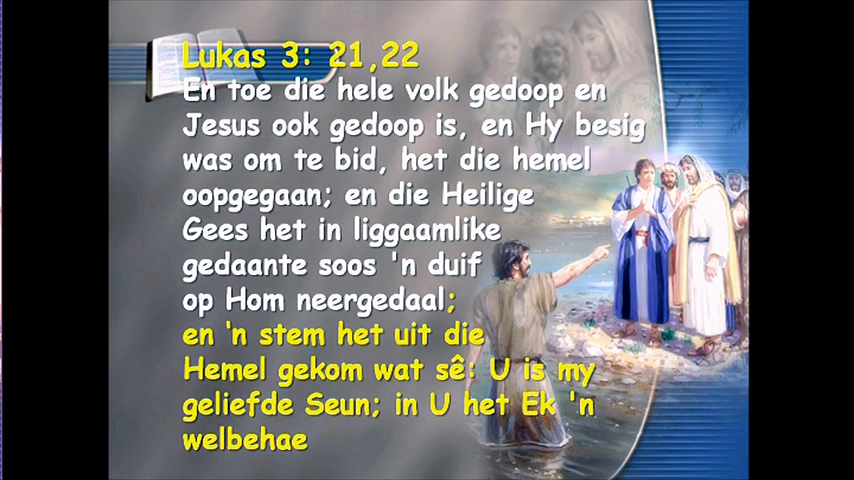 Lukas 3: 21,22
En toe die hele volk gedoop en
Jesus ook gedoop is, en Hy besig
was om te bid, het die hemel
oopgegaan; en die Heilige
Gees het in liggaamlike
gedaante soos 'n duif
op Hom neergedaal;
en 'n stem het uit die
Hemel gekom wat sê: U is my
geliefde Seun; in U het Ek 'n
welbehae